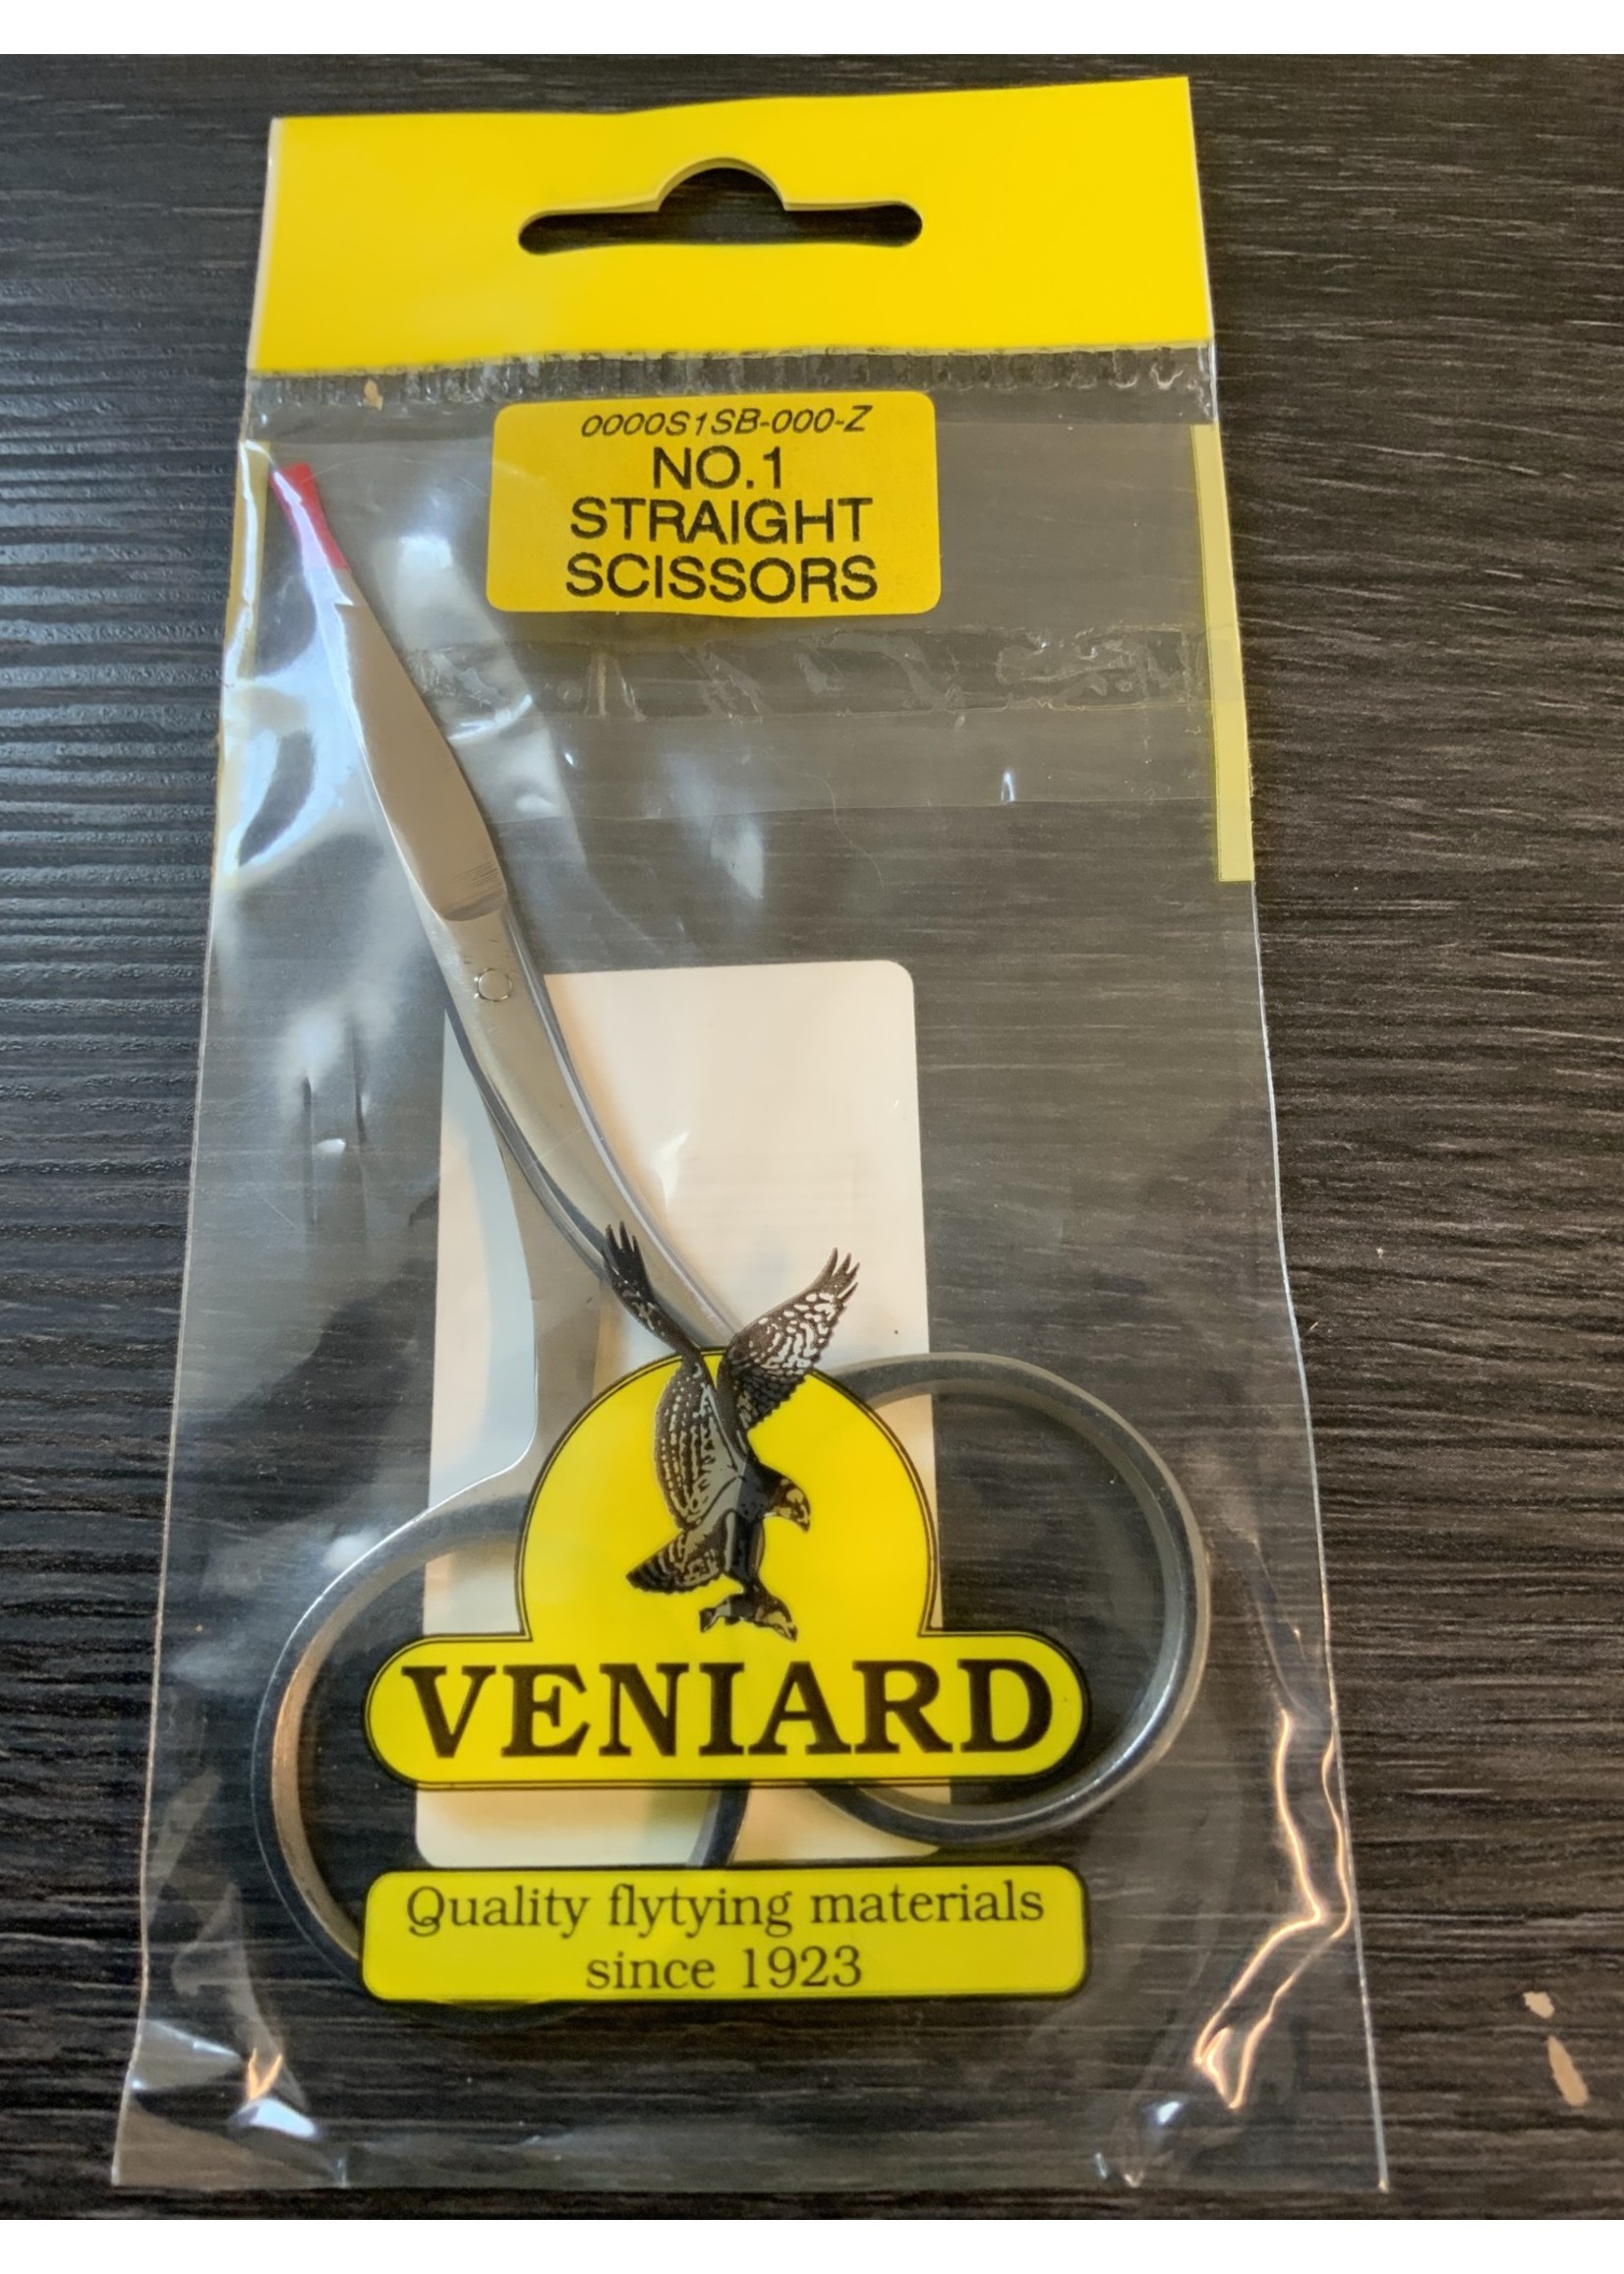 0000S1SB-000-Z
NO.1
STRAIGHT
SCISSORS
VENIARD
Quality flytying materials
since 1923